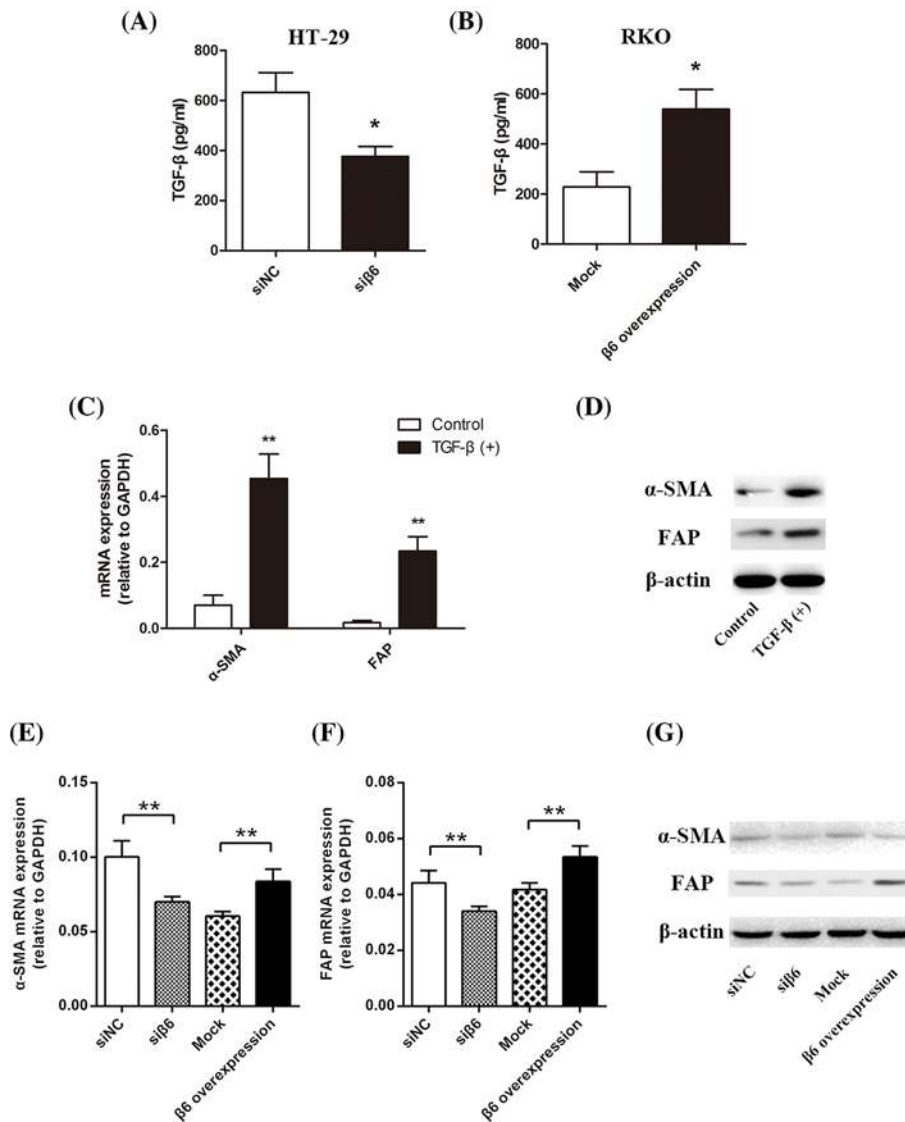 (A)
HT-29
TGF-β (pg/ml)
800
600
400
200
0
*
siNC
siβ6
(B)
RKO
TGF-β (pg/ml)
800
600
400
200
0
*
Mock
β6 overexpression
(C)
mRNA expression
(relative to GAPDH)
0.6
0.4
0.2
0.0
**
**
Control
TGF-β (+)
α-SMA
FAP
(D)
α-SMA
FAP
β-actin
Control
TGF-β (+)
(E)
α-SMA mRNA expression
(relative to GAPDH)
0.15
0.10
0.05
0.00
**
**
siNC
siβ6
Mock
β6 overexpression
(F)
FAP mRNA expression
(relative to GAPDH)
0.08
0.06
0.04
0.02
0.00
**
**
siNC
siβ6
Mock
β6 overexpression
(G)
α-SMA
FAP
β-actin
siNC
siβ6
Mock
β6 overexpression